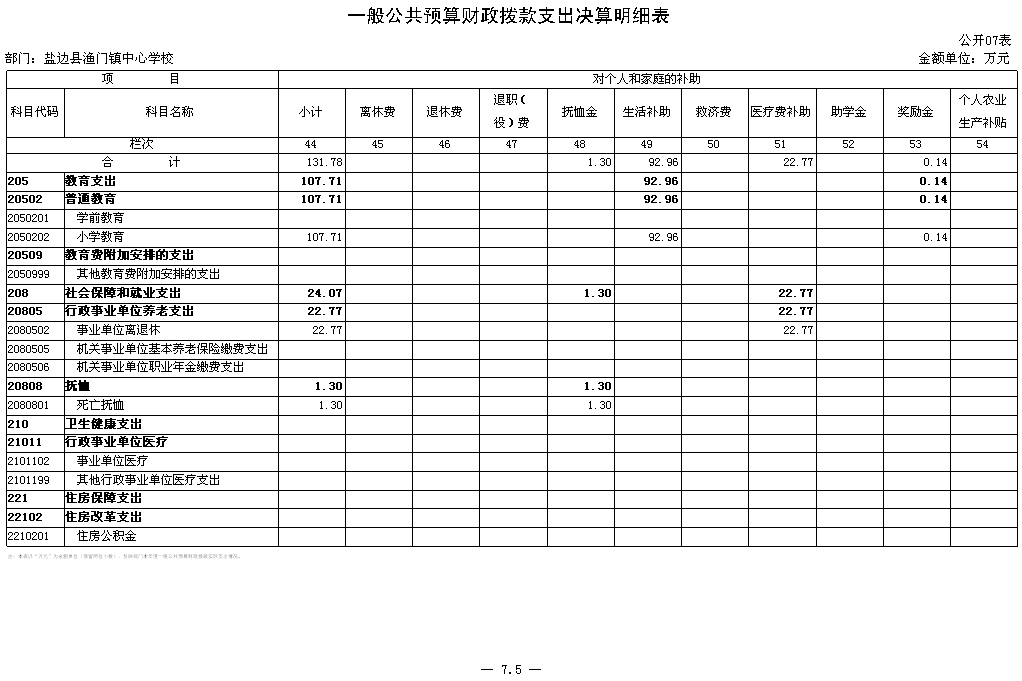 一般公共预算财政拨款支出决算明细表
公开07表
部门：盐边县渔门镇中心学校 金额单位：万元
项 目 对个人和家庭的补助
科目代码 科目名称 小计 离休费 退休费 退职（役）费 抚恤金 生活补助 救济费 医疗费补助 助学金 奖励金 个人农业生产补贴
栏次 44 45 46 47 48 49 50 51 52 53 54
合 计 131.78 1.30 92.96 22.77 0.14
205 教育支出 107.71 92.96 0.14
20502 普通教育 107.71 92.96 0.14
2050201 学前教育
2050202 小学教育 107.71 92.96 0.14
20509 教育费附加安排的支出
2050999 其他教育费附加安排的支出
208 社会保障和就业支出 24.07 1.30 22.77
20805 行政事业单位养老支出 22.77 22.77
2080502 事业单位离退休 22.77 22.77
2080505 机关事业单位基本养老保险缴费支出
2080506 机关事业单位职业年金缴费支出
20808 抚恤 1.30 1.30
2080801 死亡抚恤 1.30 1.30
210 卫生健康支出
21011 行政事业单位医疗
2101102 事业单位医疗
2101199 其他行政事业单位医疗支出
221 住房保障支出
22102 住房改革支出
2210201 住房公积金
— 7.5 —